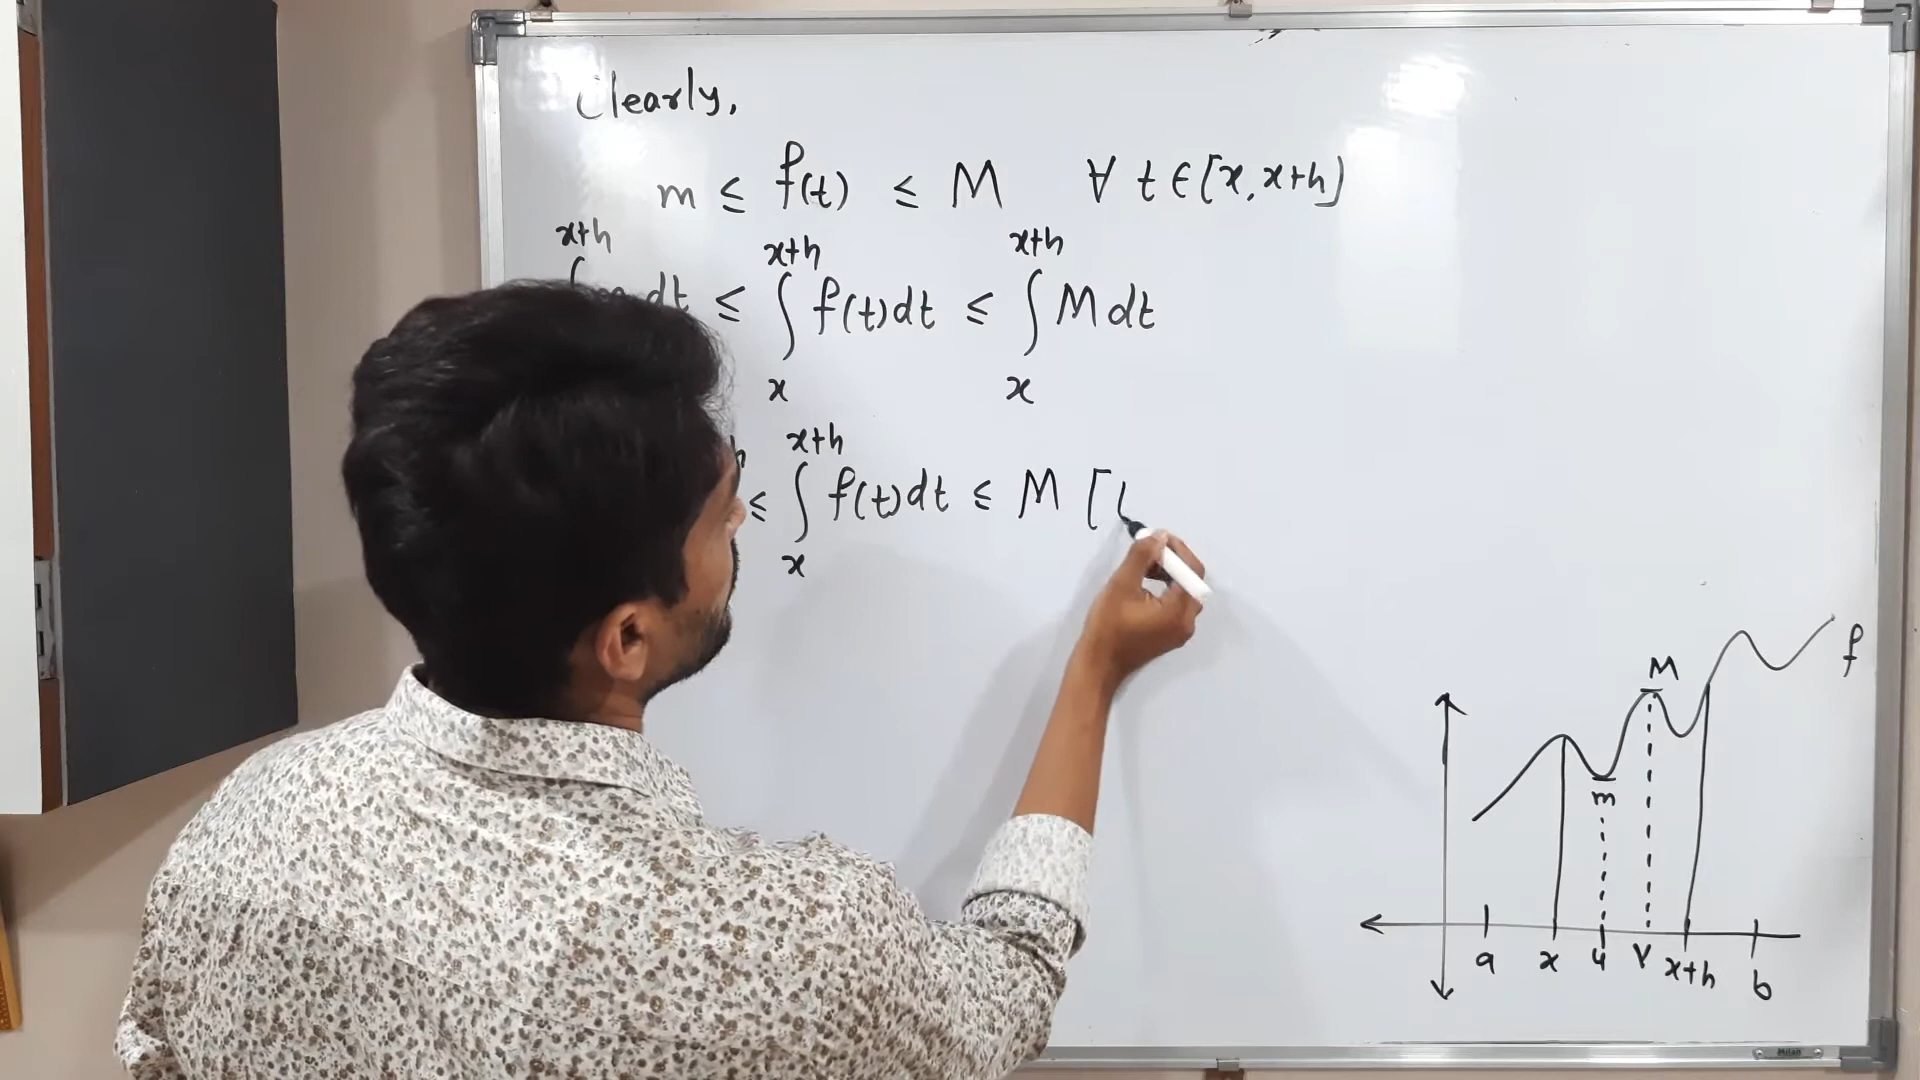 Clearly,
m ≤ f(t) ≤ M ∀ t ∈ [x, x+h]
x+h x+h x+h
dt ≤ ∫ f(t)dt ≤ ∫ M dt
x x
h x+h
≤ ∫ f(t)dt ≤ M [
x
f
M
m
a x u v x+h b